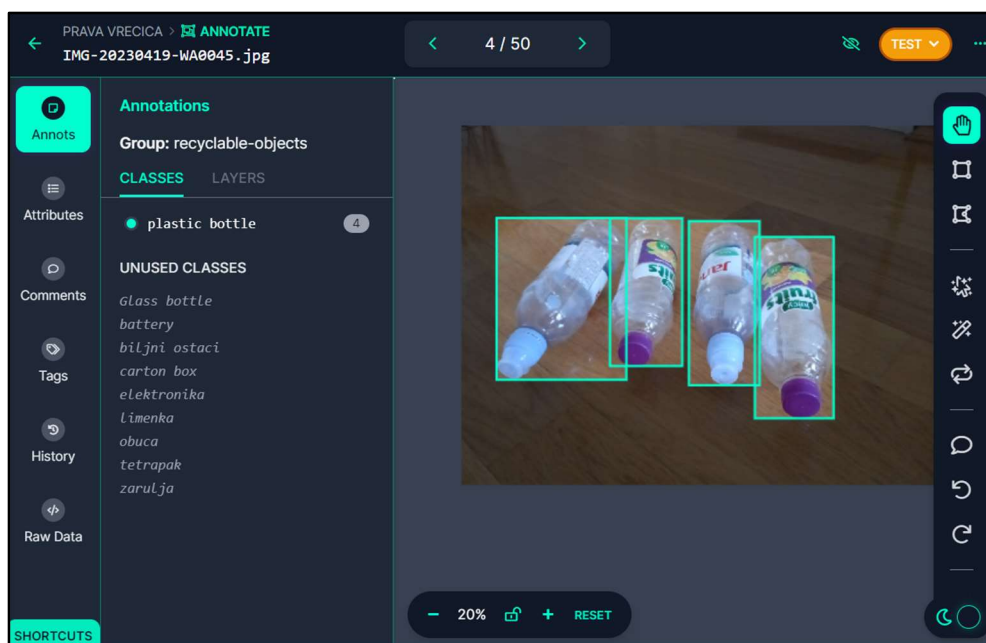 PRAVA VRECICA > ANNOTATE
IMG-20230419-WA0045.jpg
4 / 50
TEST
Annots
Attributes
Comments
Tags
History
Raw Data
SHORTCUTS
Annotations
Group: recyclable-objects
CLASSES LAYERS
plastic bottle 4
UNUSED CLASSES
Glass bottle
battery
biljni ostaci
carton box
elektronika
limenka
obuca
tetrapak
zarulja
Jan
fruits
20% RESET